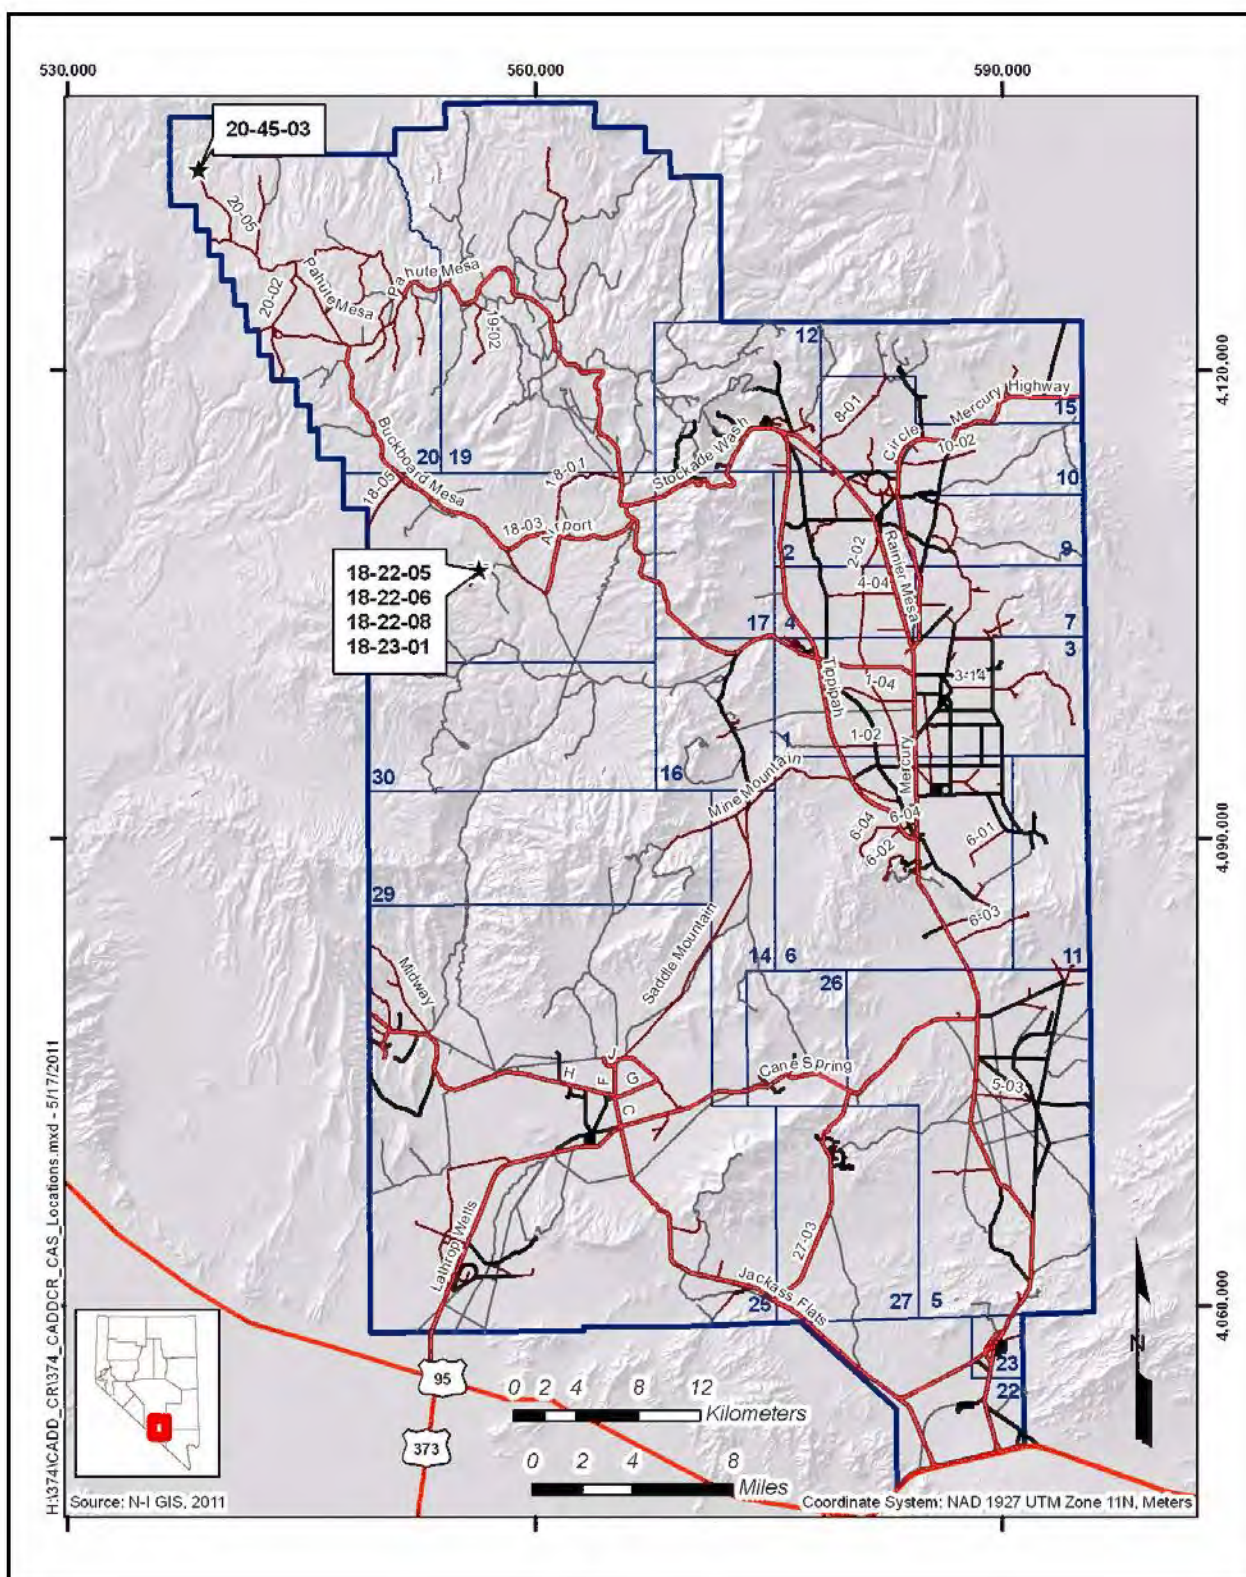 530,000
560,000
590,000
20-45-03
20-05
Pahute Mesa
Pahute Mesa
20-02
19-02
12
4,120,000
Mercury Highway
15
8-01
Circle
10-02
Stockade Wash
Buckboard Mesa
20
19
18-01
18-05
10
18-03
Airport
2
2-02
Rainier Mesa
9
18-22-05
18-22-06
18-22-08
18-23-01
4-04
17
4
7
3
Tippipah
1-04
3-14
1
1-02
Mercury
30
16
Mine Mountain
6-04
6-04
6-02
6-01
4,090,000
29
6-03
Saddle Mountain
14
6
11
Midway
26
J
H
F
G
Cane Spring
C
5-03
Lathrop Wells
27-03
Jackass Flats
25
27
5
4,060,000
23
22
N
95
373
0 2 4 8 12
Kilometers
0 2 4 8
Miles
H:\374\CADD_CR\374_CADDCR_CAS_Locations.mxd - 5/17/2011
Source: N-I GIS, 2011
Coordinate System: NAD 1927 UTM Zone 11N, Meters